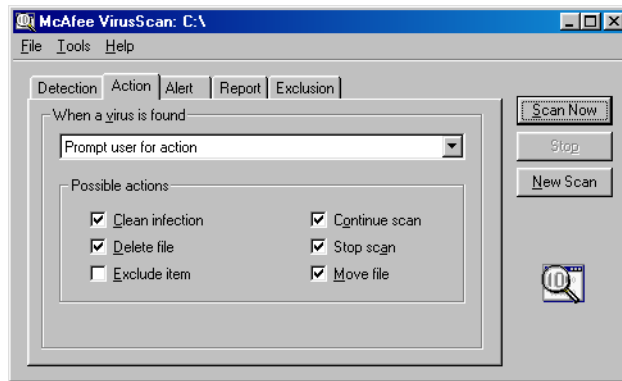 McAfee VirusScan: C:\
File Tools Help
Detection Action Alert Report Exclusion
When a virus is found
Prompt user for action
Possible actions
Clean infection
Continue scan
Delete file
Stop scan
Exclude item
Move file
Scan Now
Stop
New Scan